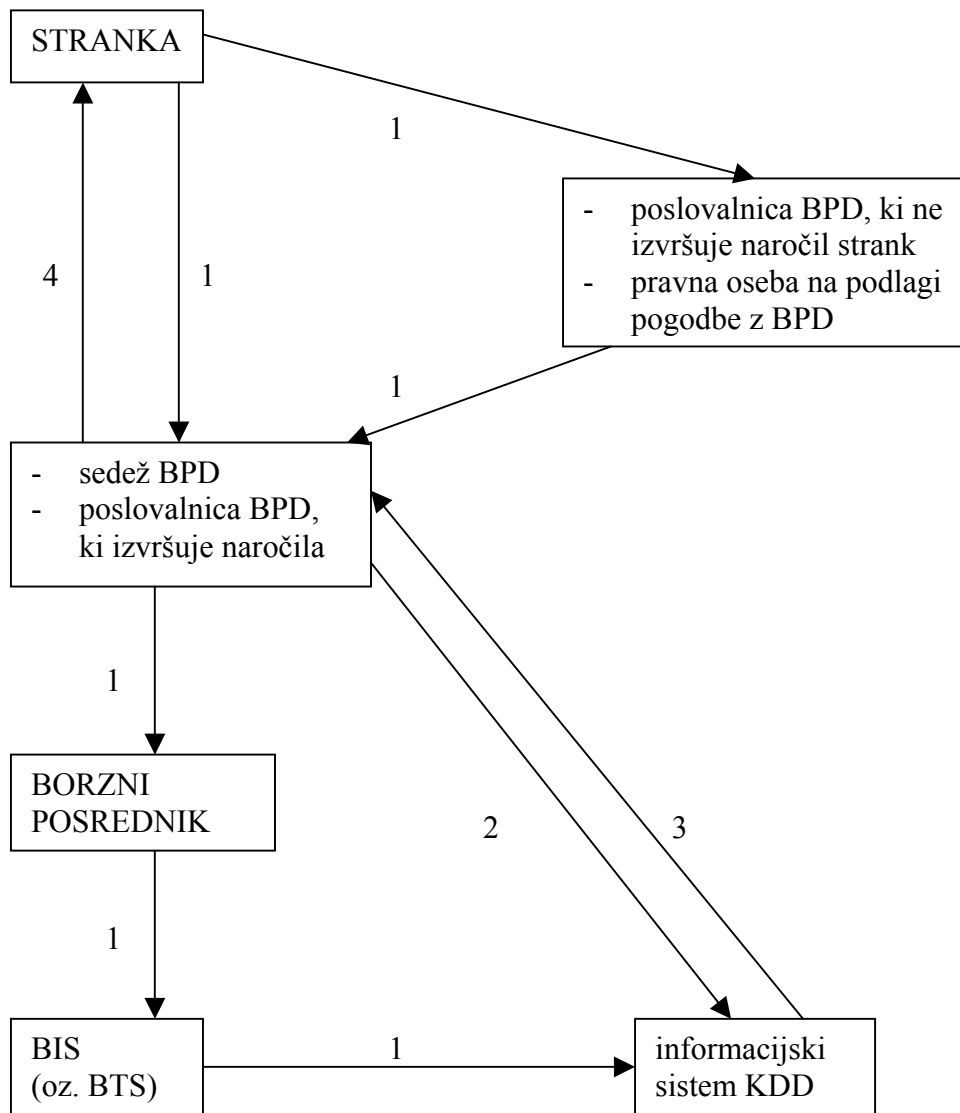 STRANKA
1
- poslovalnica BPD, ki ne
izvršuje naročil strank
- pravna oseba na podlagi
pogodbe z BPD
4
1
1
- sedež BPD
- poslovalnica BPD,
ki izvršuje naročila
1
BORZNI
POSREDNIK
2
3
1
BIS
(oz. BTS)
1
informacijski
sistem KDD